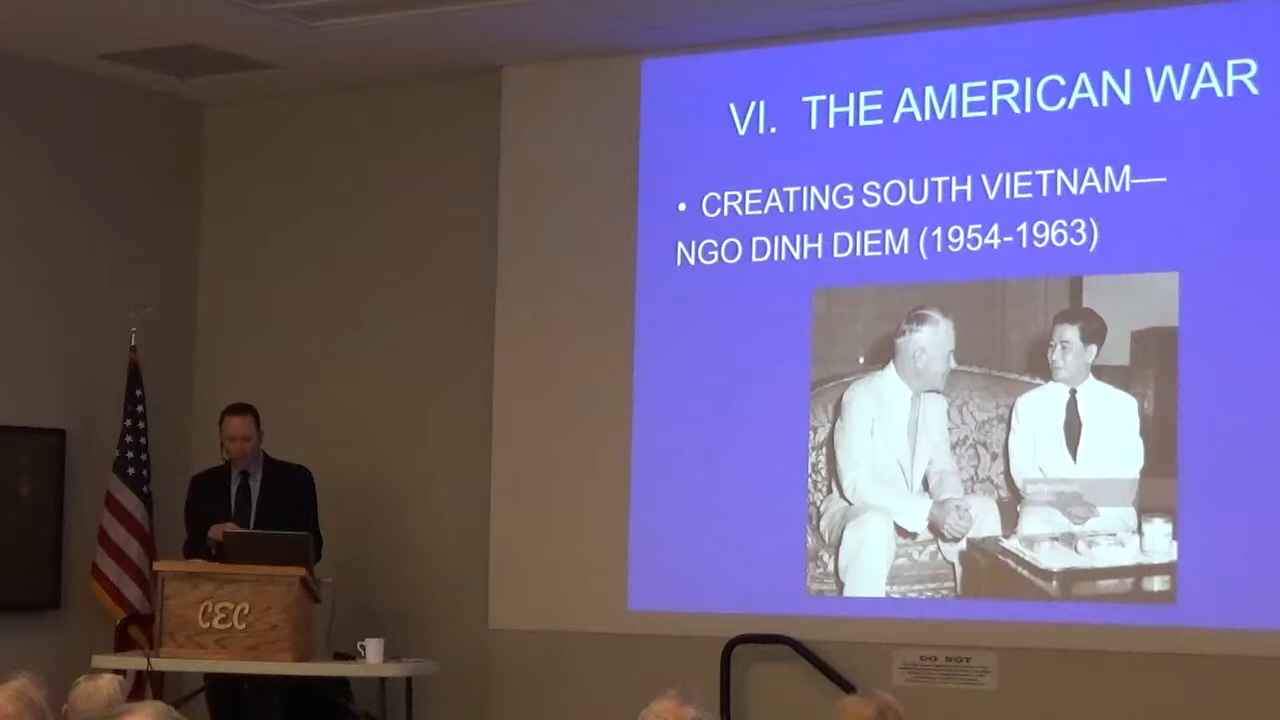 VI. THE AMERICAN WAR
• CREATING SOUTH VIETNAM—
NGO DINH DIEM (1954-1963)
CEC
DO NOT